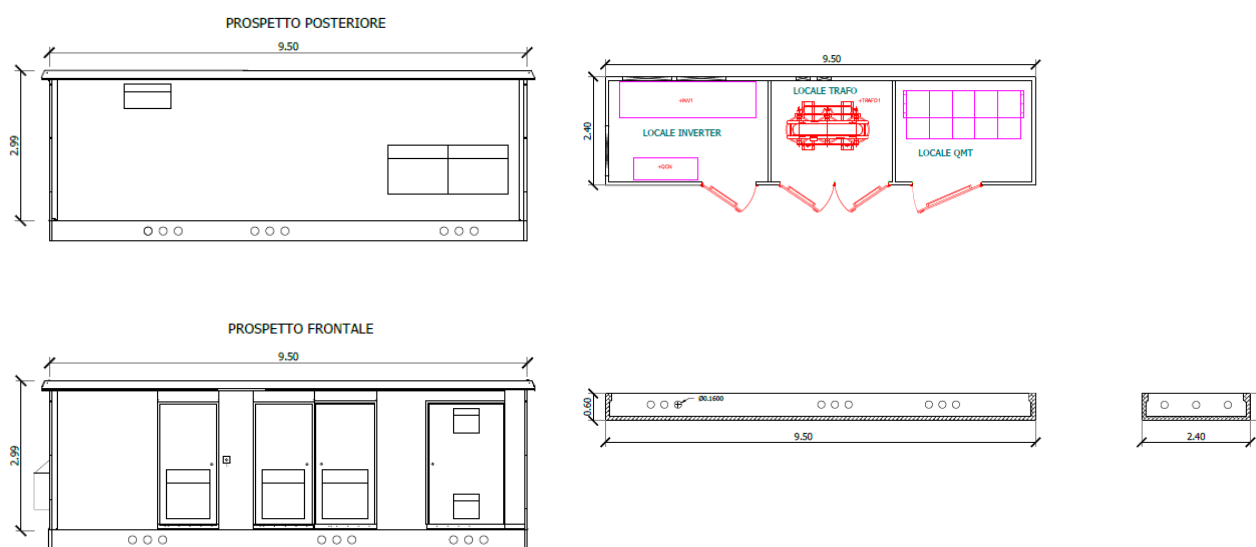 PROSPETTO POSTERIORE
9.50
2.99
9.50
2.40
+INV1
LOCALE TRAFO
+TRAFO1
LOCALE INVERTER
LOCALE QMT
PROSPETTO FRONTALE
9.50
2.99
0.60
Ø0.1600
9.50
2.40